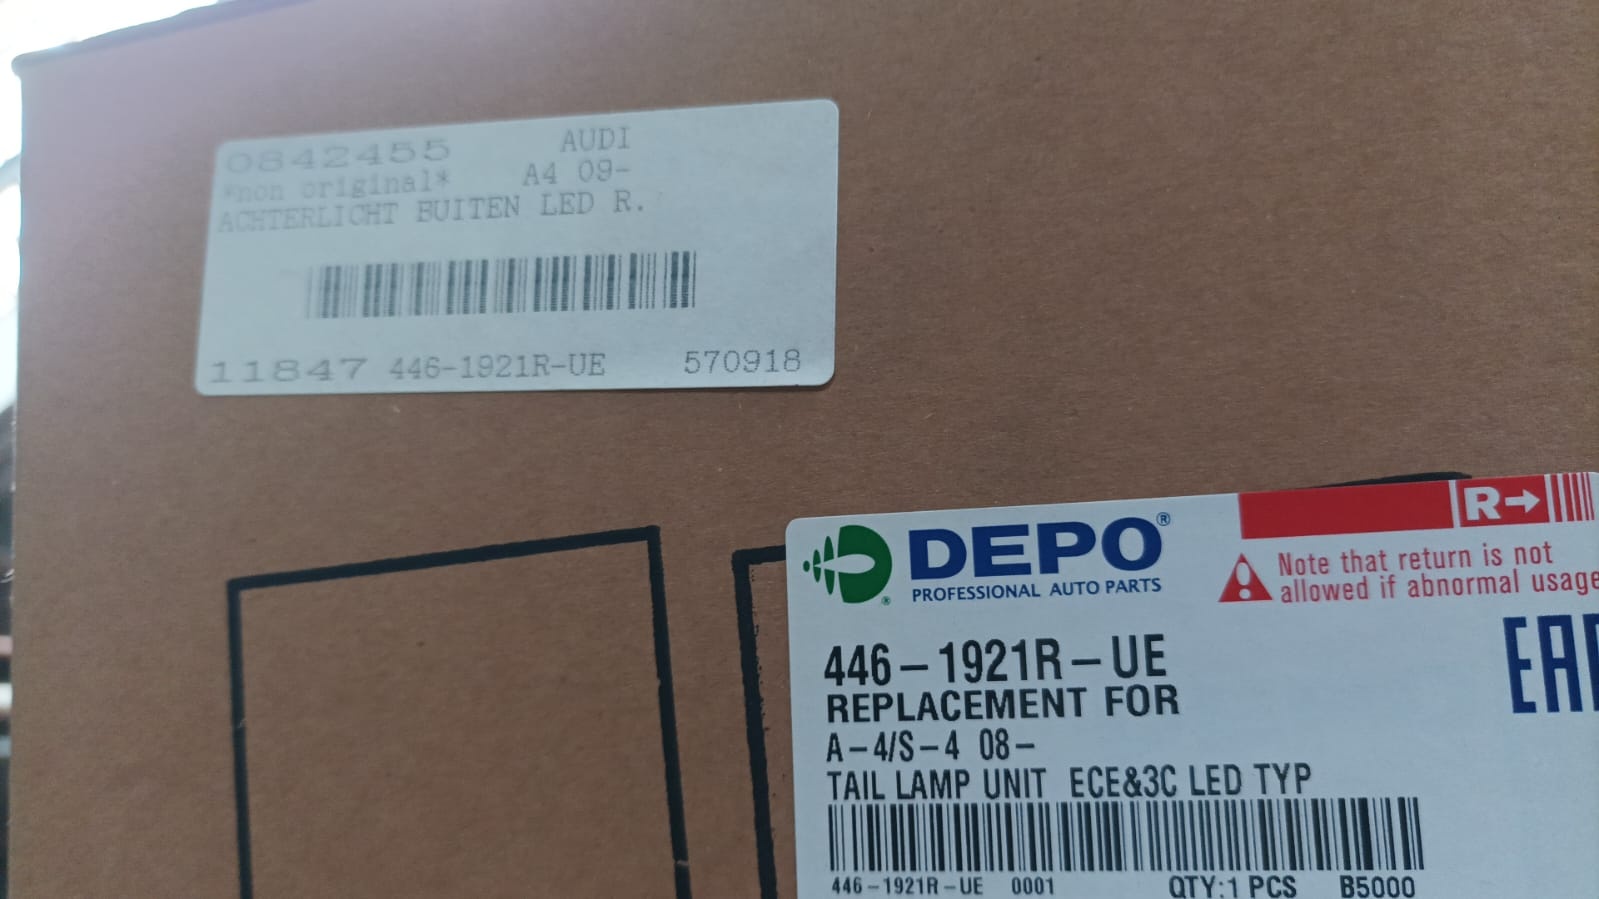 0842455 AUDI
*non original* A4 09-
ACHTERLICHT BUITEN LED R.
11847 446-1921R-UE 570918
DEPO®
PROFESSIONAL AUTO PARTS
R→
Note that return is not
allowed if abnormal usage
446-1921R-UE
REPLACEMENT FOR
A-4/S-4 08-
TAIL LAMP UNIT ECE&3C LED TYP
446-1921R-UE 0001 QTY:1 PCS B5000
EAC